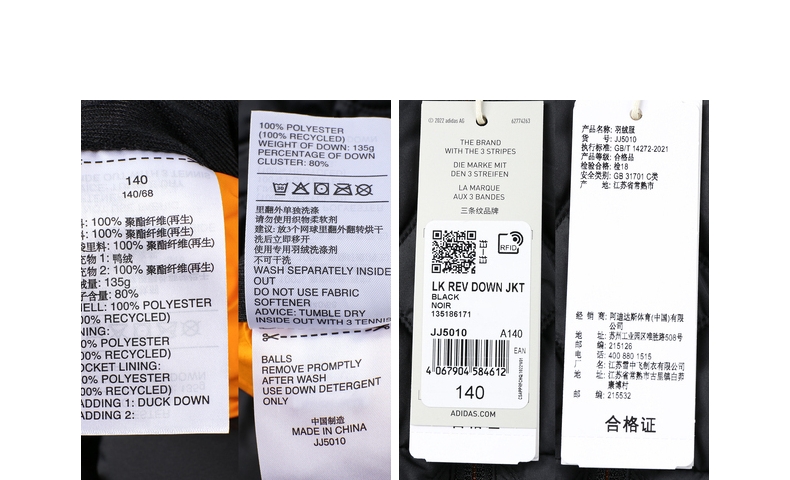 140
140/68
料: 100% 聚酯纤维(再生)
料: 100% 聚酯纤维(再生)
袋里料: 100% 聚酯纤维(再生)
充物 1: 鸭绒
充物 2: 100% 聚酯纤维(再生)
绒量: 135g
子含量: 80%
HELL: 100% POLYESTER
00% RECYCLED)
NING:
0% POLYESTER
00% RECYCLED)
OCKET LINING:
0% POLYESTER
00% RECYCLED)
ADDING 1: DUCK DOWN
ADDING 2:
100% POLYESTER
(100% RECYCLED)
WEIGHT OF DOWN: 135g
PERCENTAGE OF DOWN
CLUSTER: 80%
里翻外单独洗涤
请勿使用织物柔软剂
建议: 放3个网球里翻外翻转烘干
洗后立即移开
使用专用羽绒洗涤剂
不可干洗
WASH SEPARATELY INSIDE
OUT
DO NOT USE FABRIC
SOFTENER
ADVICE: TUMBLE DRY
INSIDE OUT WITH 3 TENNIS
BALLS
REMOVE PROMPTLY
AFTER WASH
USE DOWN DETERGENT
ONLY
中国制造
MADE IN CHINA
JJ5010
© 2022 adidas AG 62774363
THE BRAND
WITH THE 3 STRIPES
DIE MARKE MIT
DEN 3 STREIFEN
LA MARQUE
AUX 3 BANDES
三条纹品牌
RFID
LK REV DOWN JKT
BLACK
NOIR
135186171
JJ5010 A140
EAN
4 067904 584612
140
ADIDAS.COM
产品名称: 羽绒服
货 号: JJ5010
执行标准: GB/T 14272-2021
产品等级: 合格品
检验合格: 检18
安全类别: GB 31701 C类
产 地: 江苏省常熟市
经 销 商: 阿迪达斯体育(中国)有限
公司
地 址: 苏州工业园区唯胜路508号
邮 编: 215126
电 话: 400 880 1515
厂 名: 江苏雪中飞制衣有限公司
地 址: 江苏省常熟市古里镇白茆
康博村
邮 编: 215532
合格证